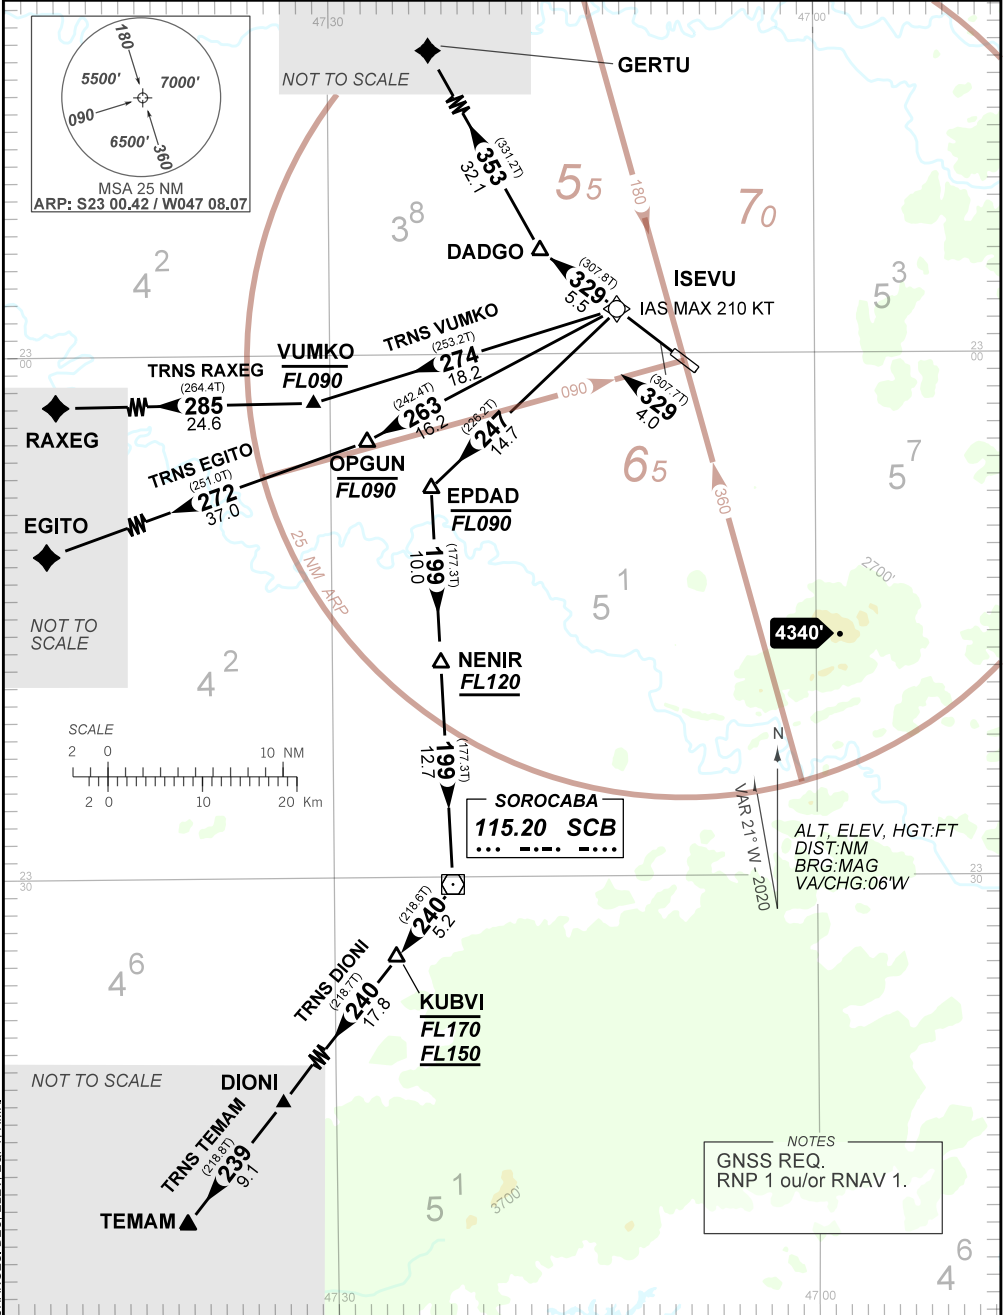 47 30
47 00
180
5500'
7000'
090
6500'
360
MSA 25 NM
ARP: S23 00.42 / W047 08.07
NOT TO SCALE
GERTU
(331.2T)
353
32.1
5 5
180
7 0
3 8
DADGO
4 2
(307.8T)
329
5.5
ISEVU
IAS MAX 210 KT
5 3
TRNS VUMKO
(253.2T)
274
18.2
VUMKO
FL090
23 00
23 00
TRNS RAXEG
(264.4T)
285
24.6
(242.4T)
263
16.2
090
(307.7T)
329
4.0
RAXEG
(226.2T)
247
14.7
OPGUN
FL090
6 5
5 7
TRNS EGITO
(251.0T)
272
37.0
EPDAD
FL090
360
EGITO
25 NM ARP
(177.3T)
199
10.0
2700'
5 1
NOT TO
SCALE
4340'
NENIR
FL120
4 2
SCALE
2 0 10 NM
2 0 10 20 Km
(177.3T)
199
12.7
N
VAR 21° W - 2020
SOROCABA
115.20 SCB
ALT, ELEV, HGT:FT
DIST:NM
BRG:MAG
VA/CHG:06'W
23 30
23 30
(218.6T)
240
5.2
4 6
TRNS DIONI
(218.7T)
240
17.8
KUBVI
FL170
FL150
NOT TO SCALE
DIONI
TRNS TEMAM
(218.8T)
239
9.1
TEMAM
NOTES
GNSS REQ.
RNP 1 ou/or RNAV 1.
5 1
3700'
4 6
47 30
47 00